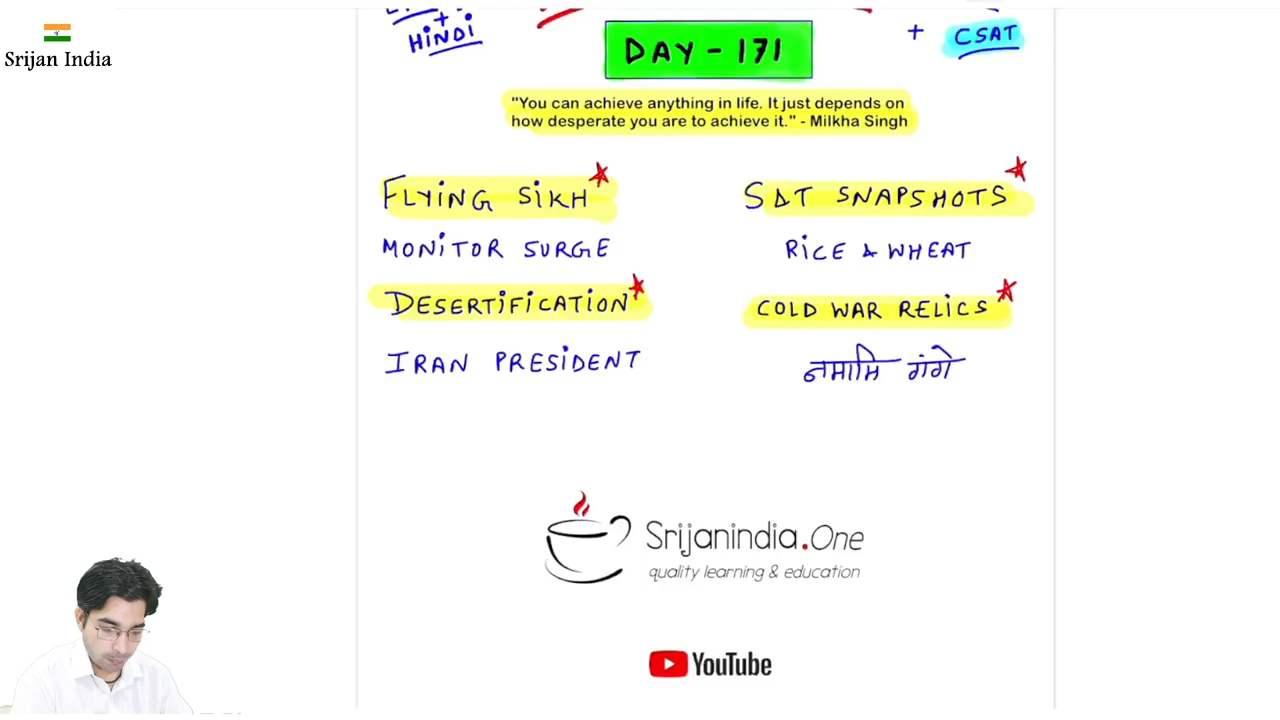 Srijan India
+
HINDI
DAY - 171
+ CSAT
"You can achieve anything in life. It just depends on
how desperate you are to achieve it." - Milkha Singh
FLYING SIKH
MONITOR SURGE
DESERTIFICATION
IRAN PRESIDENT
S&T SNAPSHOTS
RICE & WHEAT
COLD WAR RELICS
नमामि गंगे
Srijanindia.One
quality learning & education
YouTube